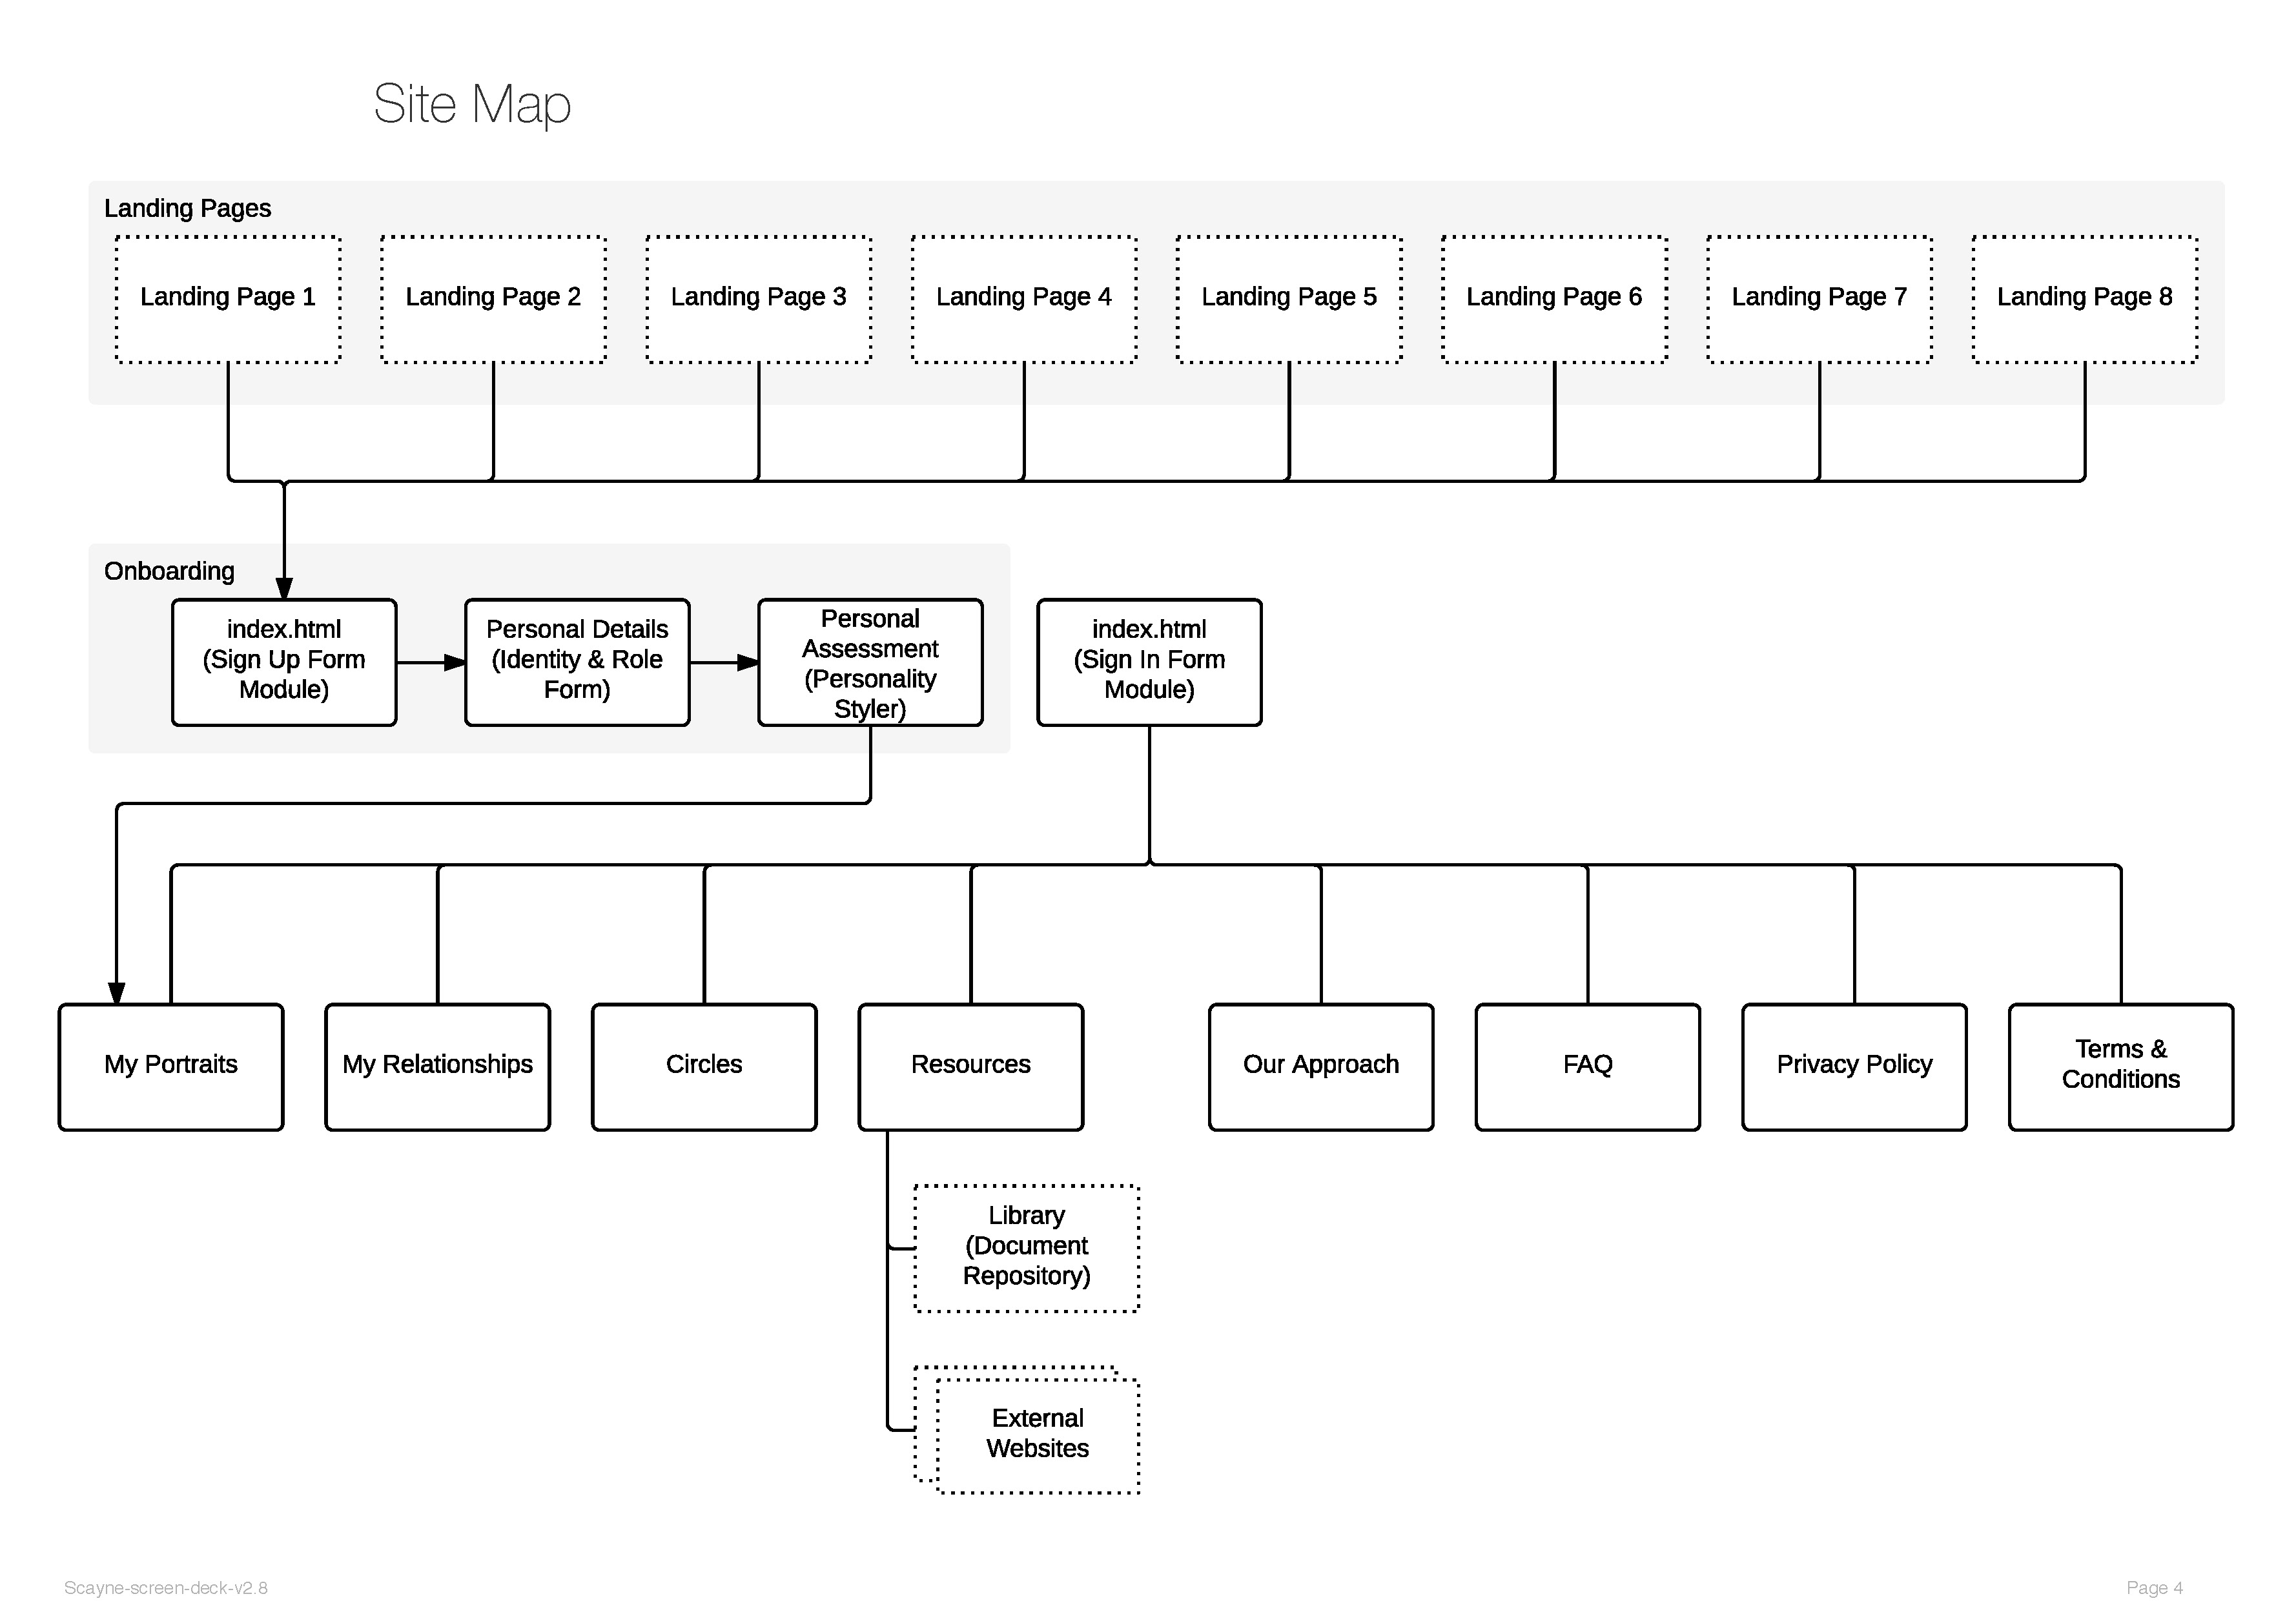 Site Map
Landing Pages
Landing Page 1
Landing Page 2
Landing Page 3
Landing Page 4
Landing Page 5
Landing Page 6
Landing Page 7
Landing Page 8
Onboarding
index.html
(Sign Up Form
Module)
Personal Details
(Identity & Role
Form)
Personal
Assessment
(Personality
Styler)
index.html
(Sign In Form
Module)
My Portraits
My Relationships
Circles
Resources
Our Approach
FAQ
Privacy Policy
Terms &
Conditions
Library
(Document
Repository)
External
Websites
Scayne-screen-deck-v2.8
Page 4